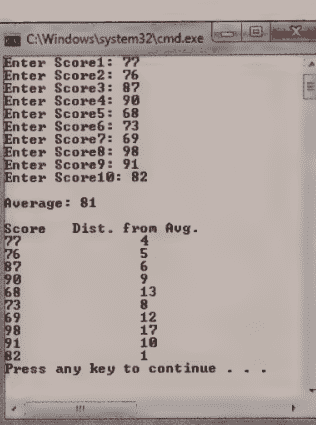 C:\Windows\system32\cmd.exe
Enter Score1: 77
Enter Score2: 76
Enter Score3: 87
Enter Score4: 90
Enter Score5: 68
Enter Score6: 73
Enter Score7: 69
Enter Score8: 98
Enter Score9: 91
Enter Score10: 82
Average: 81
Score Dist. from Avg.
77 4
76 5
87 6
90 9
68 13
73 8
69 12
98 17
91 10
82 1
Press any key to continue . . .